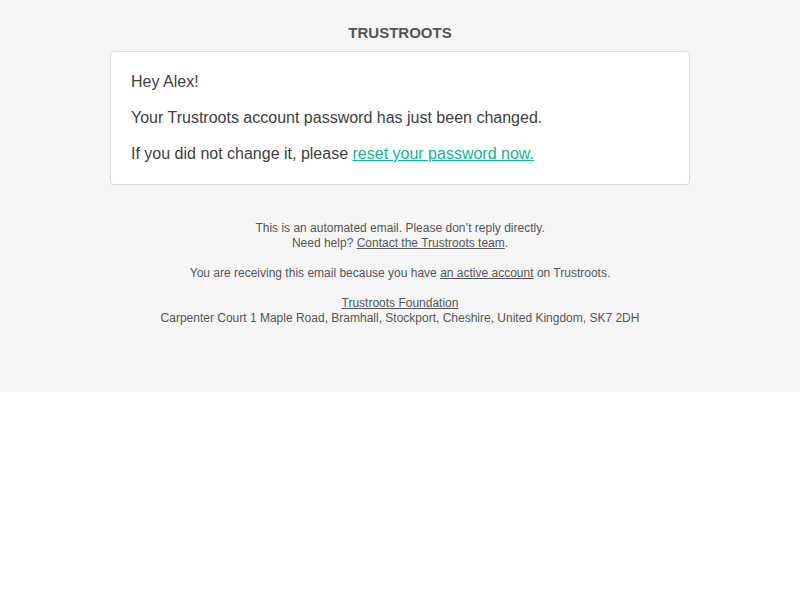 TRUSTROOTS
Hey Alex!
Your Trustroots account password has just been changed.
If you did not change it, please reset your password now.
This is an automated email. Please don’t reply directly.
Need help? Contact the Trustroots team.
You are receiving this email because you have an active account on Trustroots.
Trustroots Foundation
Carpenter Court 1 Maple Road, Bramhall, Stockport, Cheshire, United Kingdom, SK7 2DH